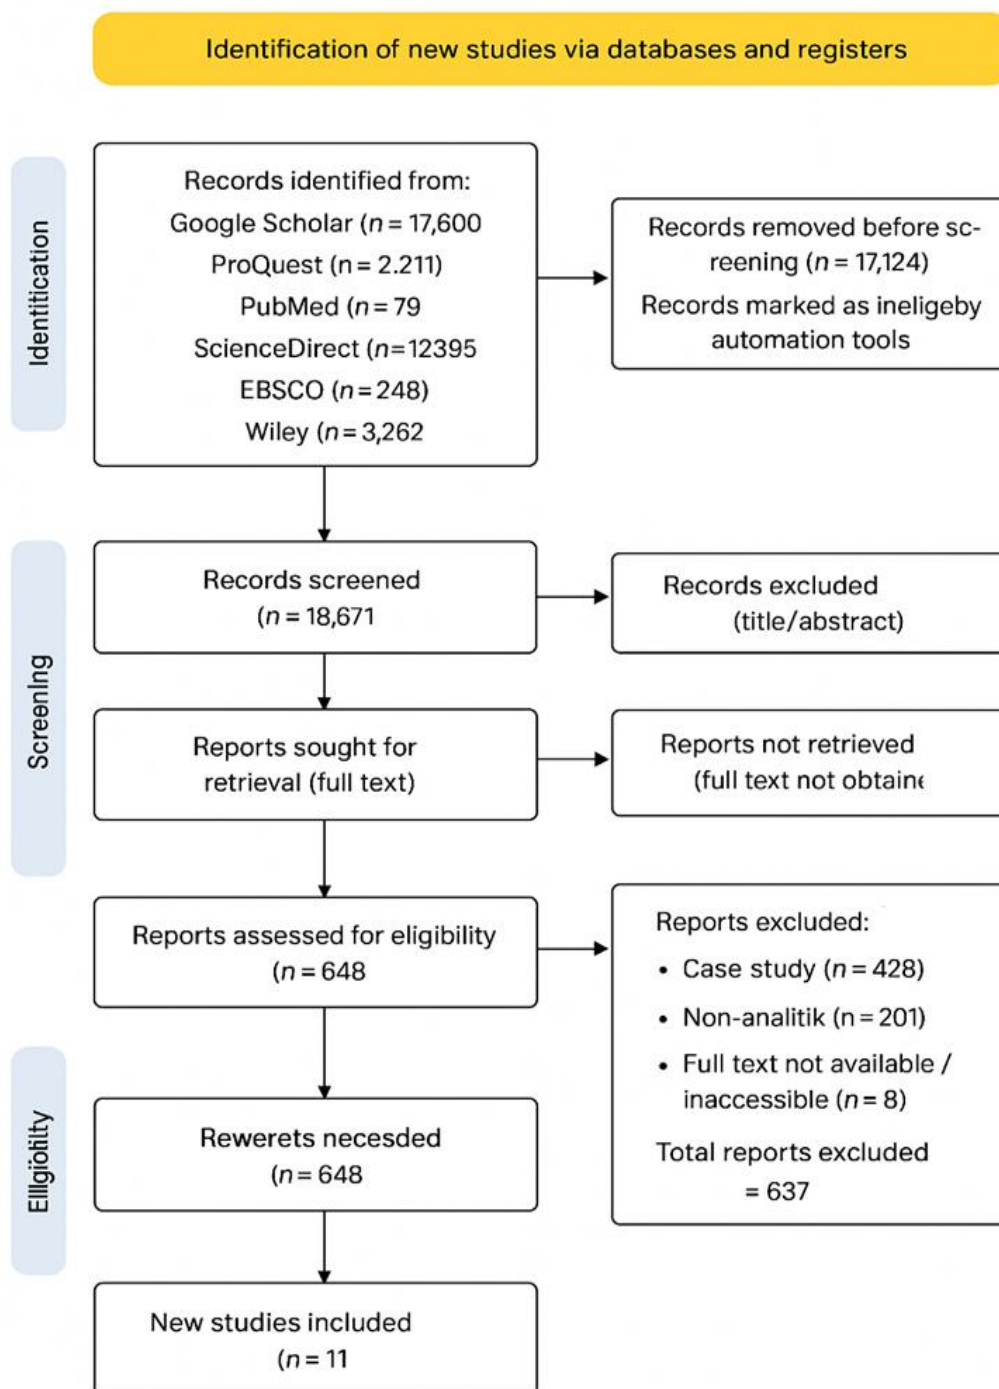 Identification of new studies via databases and registers
Identitication
Records identified from:
Google Scholar (n = 17,600
ProQuest (n = 2.211)
PubMed (n = 79
ScienceDirect (n=12395
EBSCO (n = 248)
Wiley (n = 3,262
Records removed before sc-
reening (n = 17,124)
Records marked as ineligeby
automation tools
Screening
Records screened
(n = 18,671
Records excluded
(title/abstract)
Reports sought for
retrieval (full text)
Reports not retrieved
(full text not obtaine
Reports assessed for eligibility
(n = 648
Reports excluded:
• Case study (n = 428)
• Non-analitik (n = 201)
• Full text not available /
inaccessible (n = 8)
Total reports excluded
= 637
Rewerets necesded
(n = 648
New studies included
(n = 11